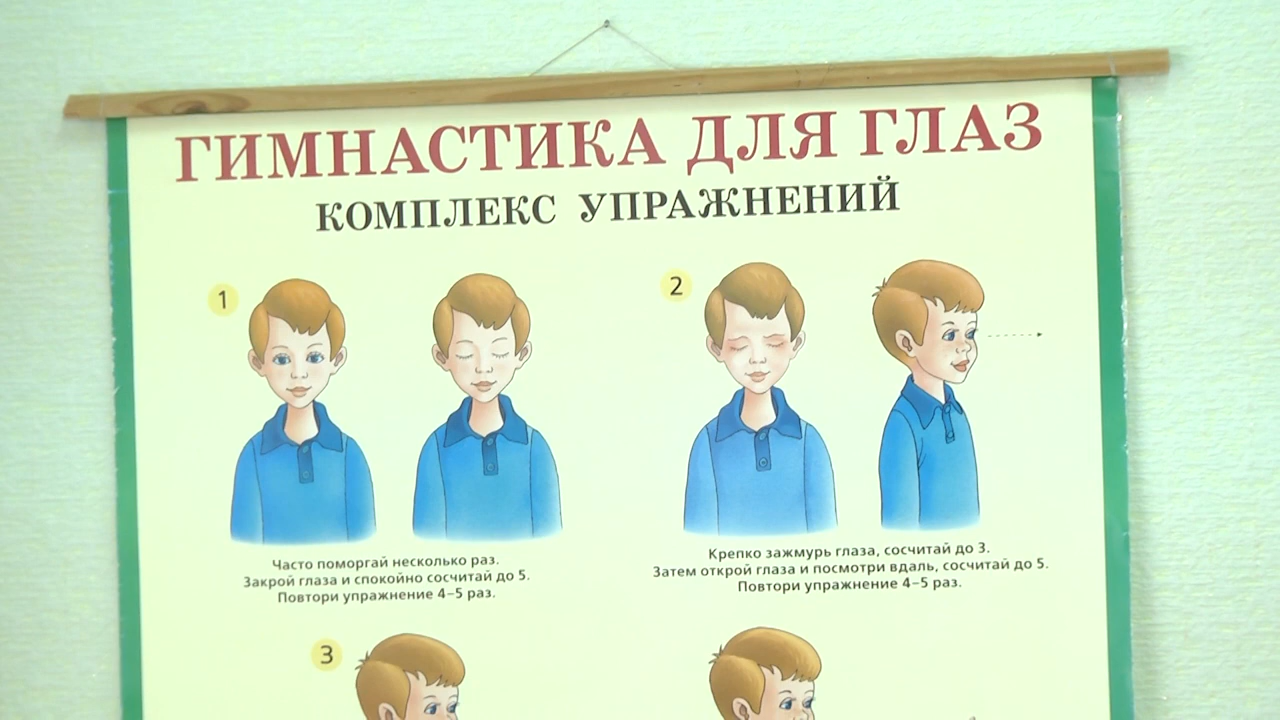 ГИМНАСТИКА ДЛЯ ГЛАЗ
КОМПЛЕКС УПРАЖНЕНИЙ
1
2
Часто поморгай несколько раз.
Закрой глаза и спокойно сосчитай до 5.
Повтори упражнение 4–5 раз.
Крепко зажмурь глаза, сосчитай до 3.
Затем открой глаза и посмотри вдаль, сосчитай до 5.
Повтори упражнение 4–5 раз.
3